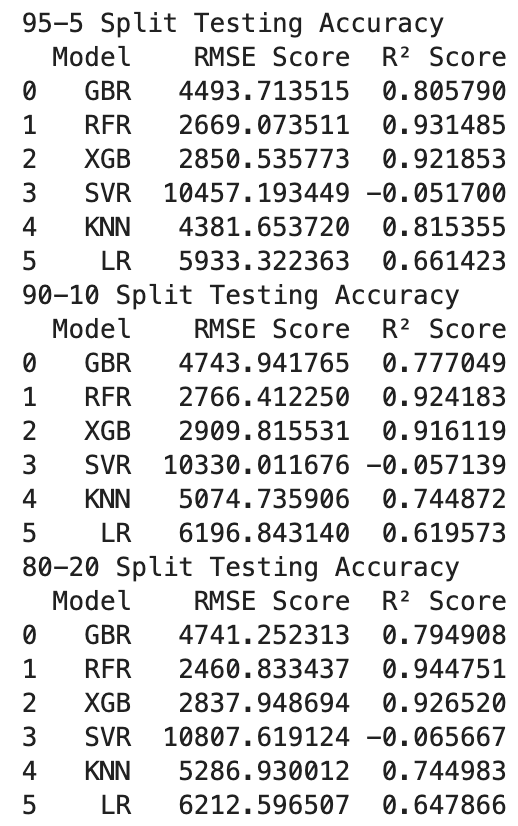 95-5 Split Testing Accuracy
Model RMSE Score R² Score
0 GBR 4493.713515 0.805790
1 RFR 2669.073511 0.931485
2 XGB 2850.535773 0.921853
3 SVR 10457.193449 -0.051700
4 KNN 4381.653720 0.815355
5 LR 5933.322363 0.661423
90-10 Split Testing Accuracy
Model RMSE Score R² Score
0 GBR 4743.941765 0.777049
1 RFR 2766.412250 0.924183
2 XGB 2909.815531 0.916119
3 SVR 10330.011676 -0.057139
4 KNN 5074.735906 0.744872
5 LR 6196.843140 0.619573
80-20 Split Testing Accuracy
Model RMSE Score R² Score
0 GBR 4741.252313 0.794908
1 RFR 2460.833437 0.944751
2 XGB 2837.948694 0.926520
3 SVR 10807.619124 -0.065667
4 KNN 5286.930012 0.744983
5 LR 6212.596507 0.647866